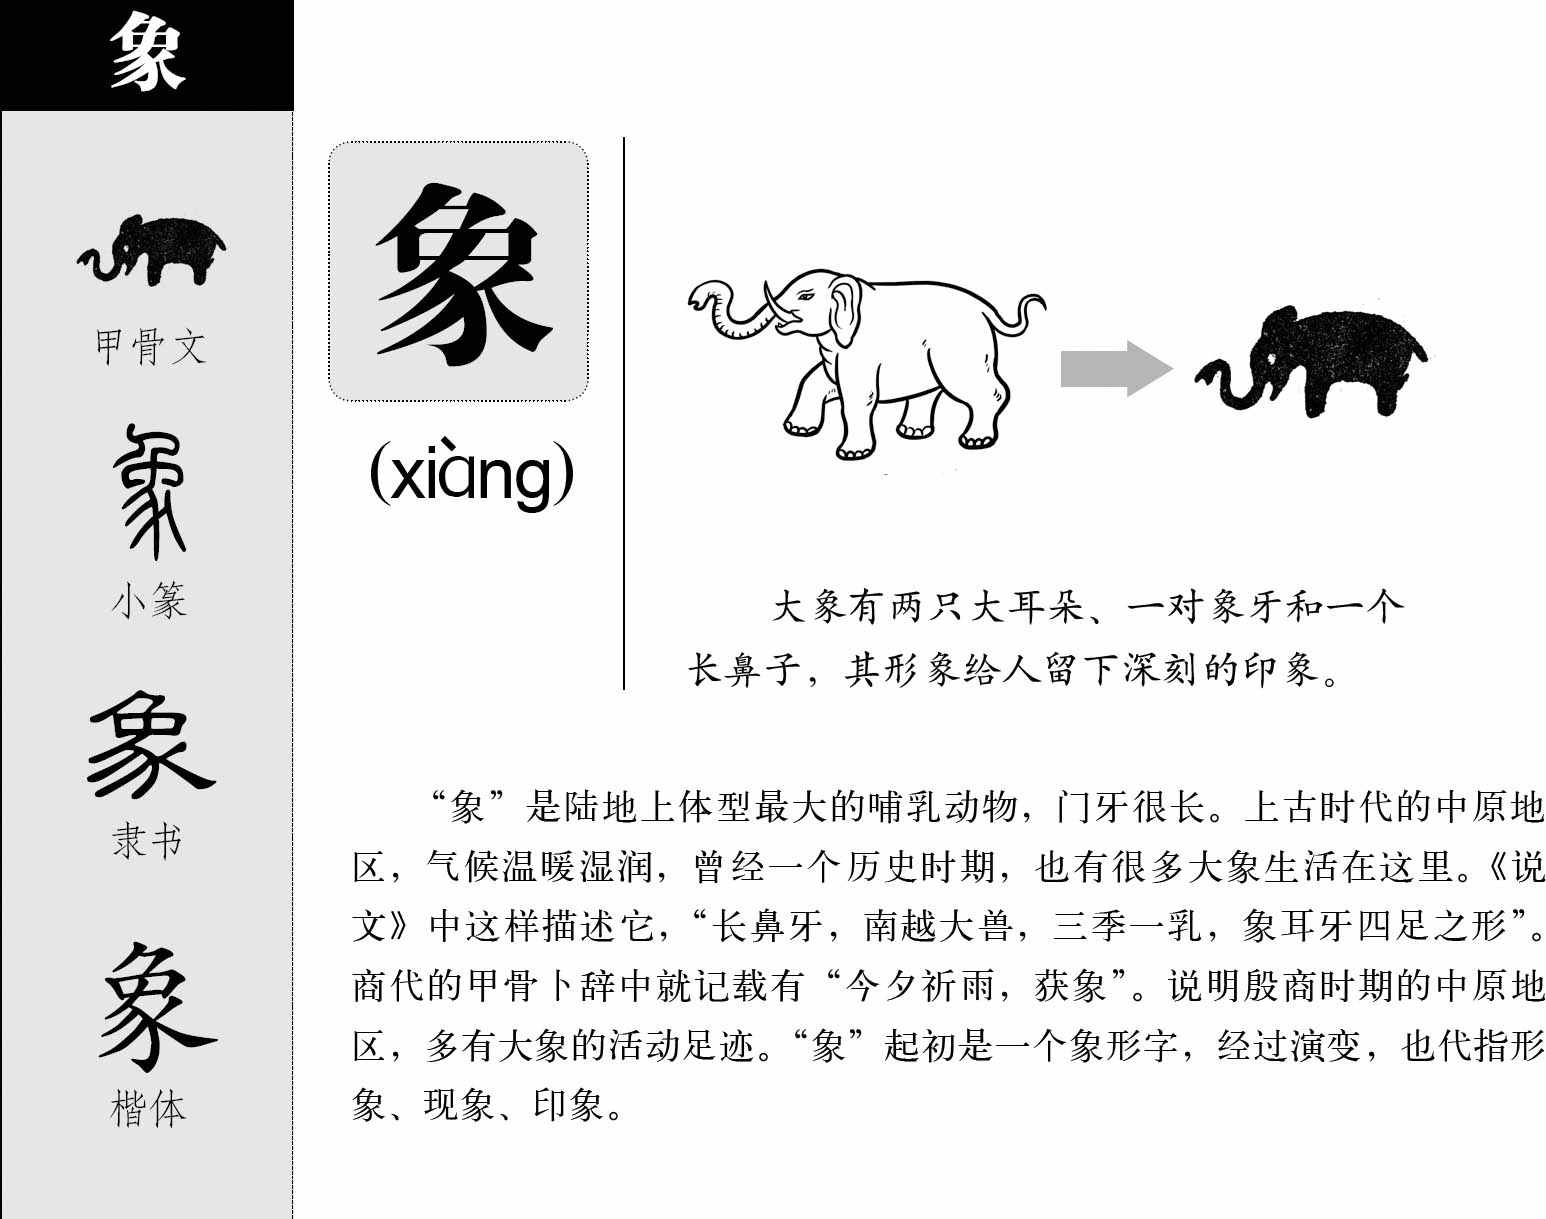 象
甲骨文
小篆
隶书
楷体
象
(xiàng)
大象有两只大耳朵、一对象牙和一个
长鼻子，其形象给人留下深刻的印象。
“象”是陆地上体型最大的哺乳动物，门牙很长。上古时代的中原地
区，气候温暖湿润，曾经一个历史时期，也有很多大象生活在这里。《说
文》中这样描述它，“长鼻牙，南越大兽，三季一乳，象耳牙四足之形”。
商代的甲骨卜辞中就记载有“今夕祈雨，获象”。说明殷商时期的中原地
区，多有大象的活动足迹。“象”起初是一个象形字，经过演变，也代指形
象、现象、印象。